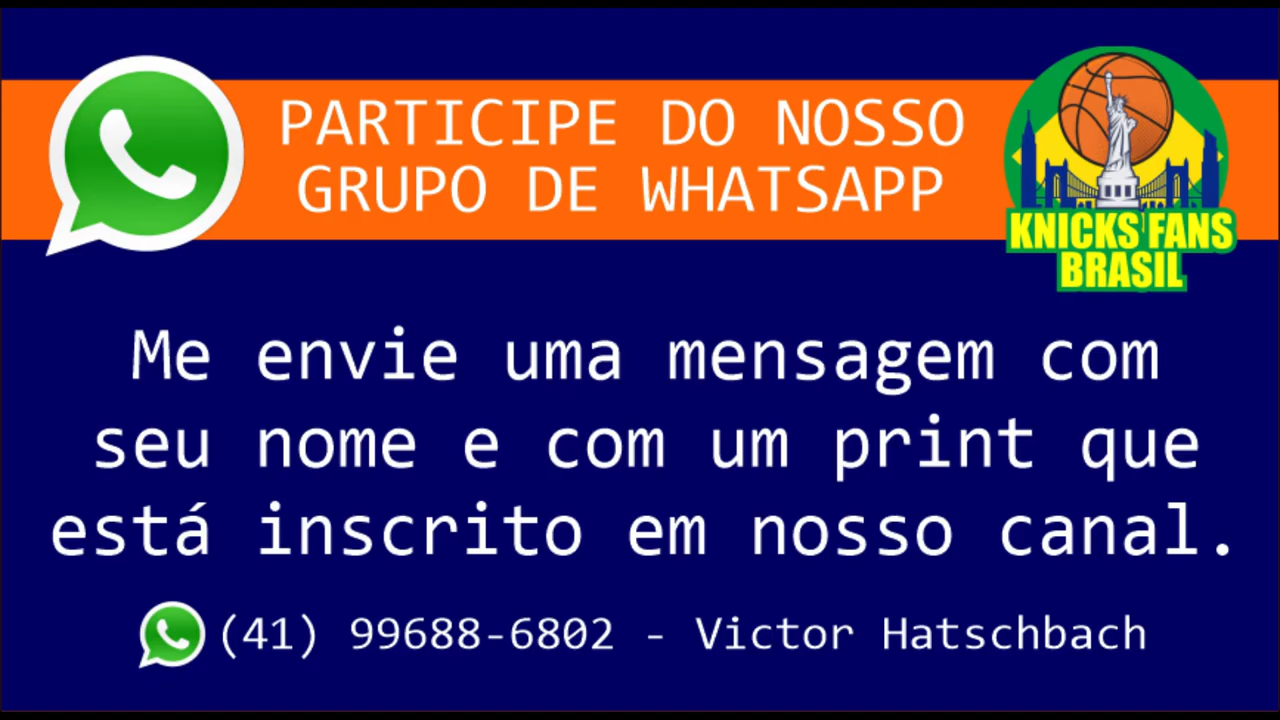 PARTICIPE DO NOSSO
GRUPO DE WHATSAPP
KNICKS FANS
BRASIL
Me envie uma mensagem com
seu nome e com um print que
está inscrito em nosso canal.
(41) 99688-6802 - Victor Hatschbach